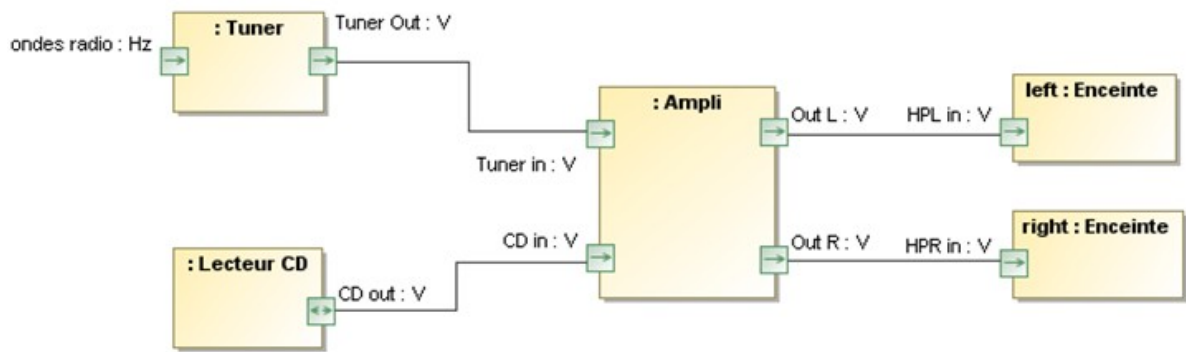 : Tuner
Tuner Out : V
ondes radio : Hz
: Ampli
left : Enceinte
Out L : V
HPL in : V
Tuner in : V
CD in : V
Out R : V
HPR in : V
right : Enceinte
: Lecteur CD
CD out : V